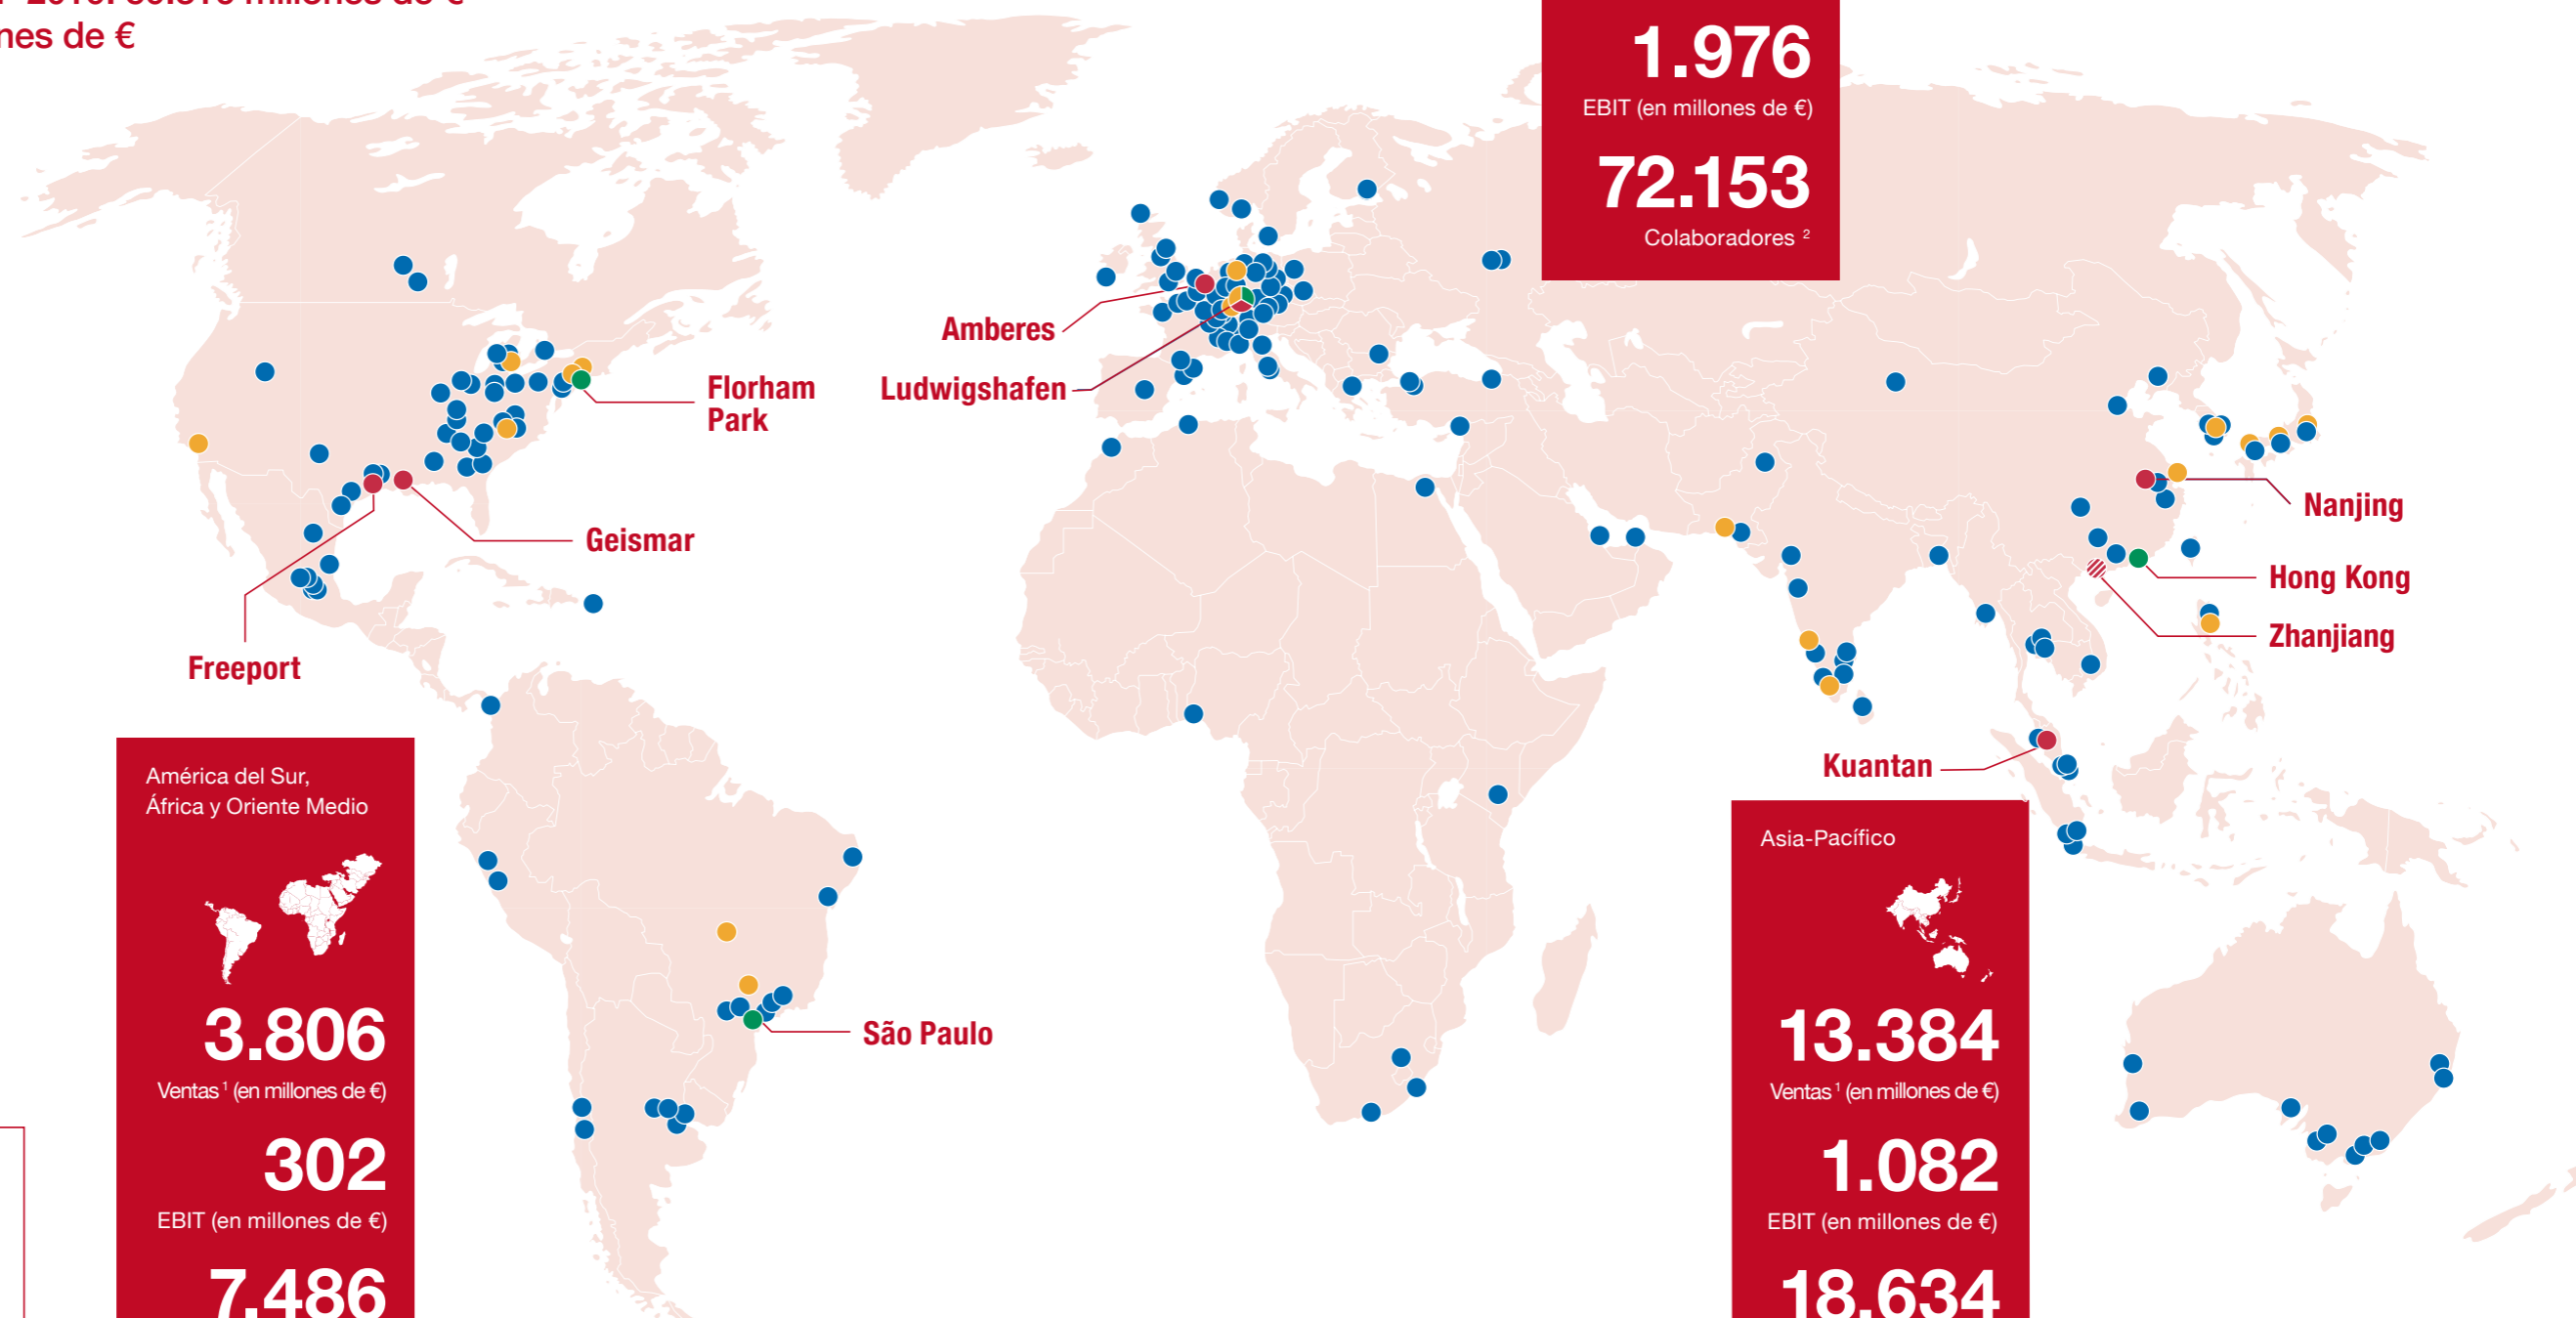 nes de €
1.976
EBIT (en millones de €)
72.153
Colaboradores ²
Amberes
Ludwigshafen
Florham
Park
Geismar
Freeport
Nanjing
Hong Kong
Zhanjiang
Kuantan
São Paulo
América del Sur,
África y Oriente Medio
3.806
Ventas ¹ (en millones de €)
302
EBIT (en millones de €)
7.486
Asia-Pacífico
13.384
Ventas ¹ (en millones de €)
1.082
EBIT (en millones de €)
18.634